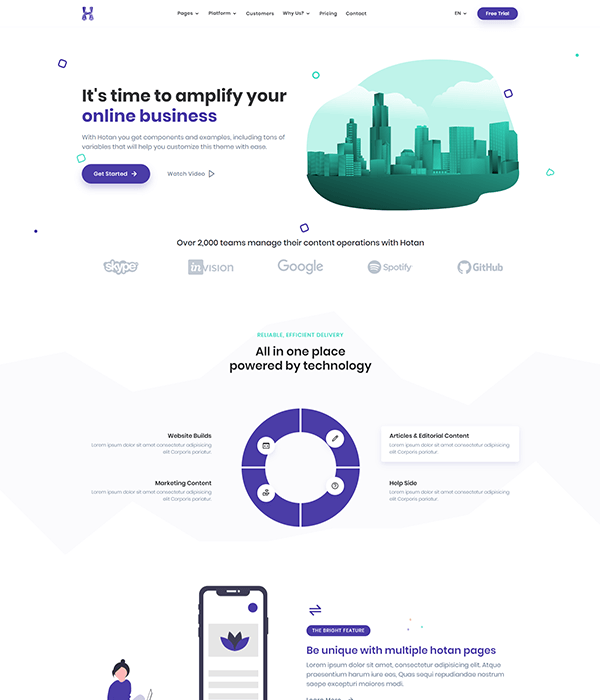 Pages Platform Customers Why Us? Pricing Contact EN Free Trial
It's time to amplify your
online business
With Hotan you get components and examples, including tons of
variables that will help you customize this theme with ease.
Get Started Watch Video
Over 2,000 teams manage their content operations with Hotan
skype invision Google Spotify GitHub
RELIABLE, EFFICIENT DELIVERY
All in one place
powered by technology
Website Builds
Lorem ipsum dolor sit amet consectetur adipisicing
elit Corporis pariatur.
Articles & Editorial Content
Lorem ipsum dolor sit amet consectetur adipisicing
elit Corporis pariatur.
Marketing Content
Lorem ipsum dolor sit amet consectetur adipisicing
elit Corporis pariatur.
Help Side
Lorem ipsum dolor sit amet consectetur adipisicing
elit Corporis pariatur.
THE BRIGHT FEATURE
Be unique with multiple hotan pages
Lorem ipsum dolor sit amet, consectetur adipisicing elit. Atque
praesentium harum iure eos, Quas sequi repudiandae nostrum
saepe excepturi maiores modi.
Learn More